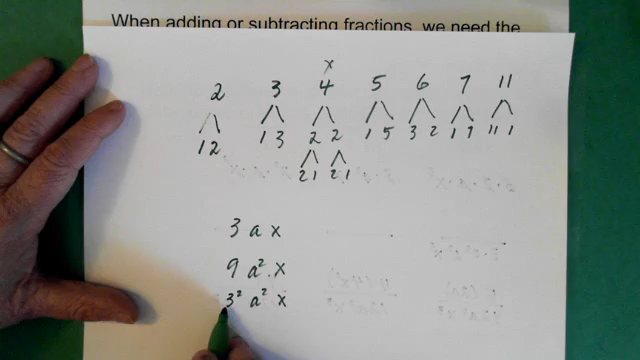 When adding or subtracting fractions, we need the
x
2 3 4 5 6 7 11
1 2 1 3 2 2 1 5 3 2 1 7 11 1
2 1 2 1
3 a x
9 a² · x
3² a² x